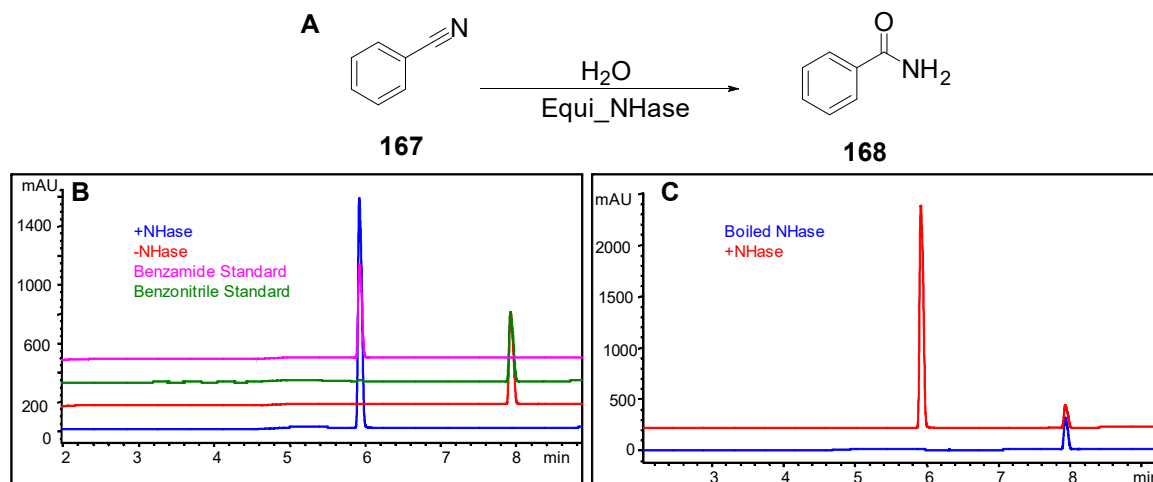 A
N
H₂O
Equi_NHase
O
NH₂
167
168
mAU
B
+NHase
-NHase
Benzamide Standard
Benzonitrile Standard
1400
1000
600
200
0
2 3 4 5 6 7 8 min
mAU
C
Boiled NHase
+NHase
2000
1500
1000
500
0
3 4 5 6 7 8 min